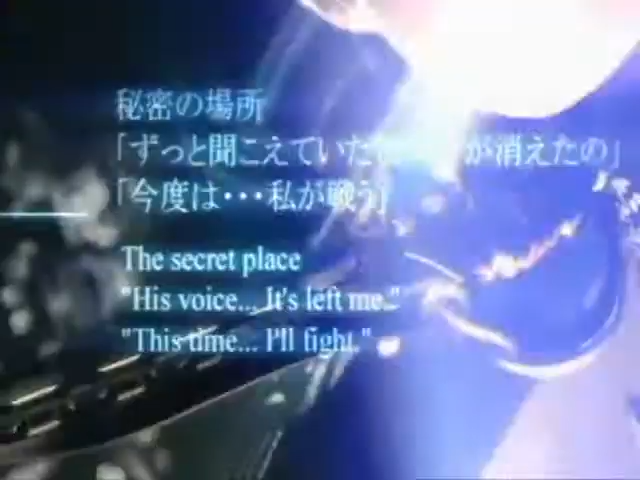 秘密の場所
「ずっと聞こえていた が消えたの」
「今度は・・・私が戦う」
The secret place
"His voice... It's left me."
"This time... I'll fight."